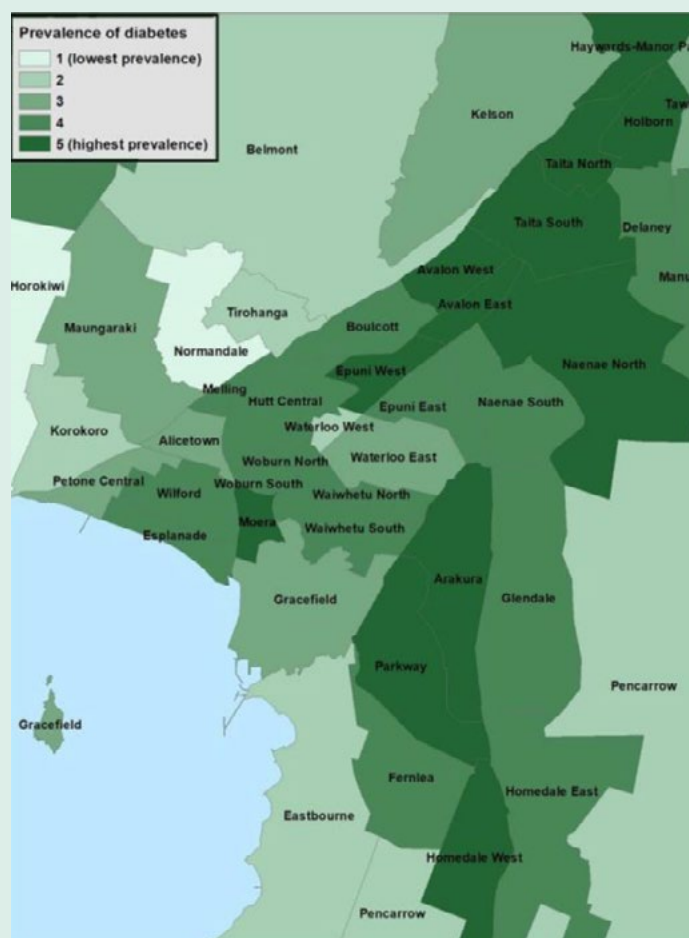 Prevalence of diabetes
1 (lowest prevalence)
2
3
4
5 (highest prevalence)
Haywards-Manor
Kelson
Holborn
Belmont
Taita North
Taita South
Delaney
Avalon West
Horokiwi
Avalon East
Tirohanga
Boulcott
Maungaraki
Normandale
Naenae North
Epuni West
Melling
Hutt Central
Epuni East
Naenae South
Waterloo West
Korokoro
Alicetown
Waterloo East
Woburn North
Petone Central
Woburn South
Wilford
Waiwhetu North
Moera
Waiwhetu South
Esplanade
Arakura
Gracefield
Glendale
Parkway
Pencarrow
Gracefield
Fernlea
Homedale East
Eastbourne
Homedale West
Pencarrow